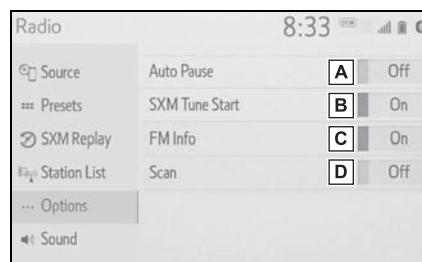 Radio 8:33 DCM
Source
Presets
SXM Replay
Station List
Options
Sound
Auto Pause A Off
SXM Tune Start B On
FM Info C On
Scan D Off